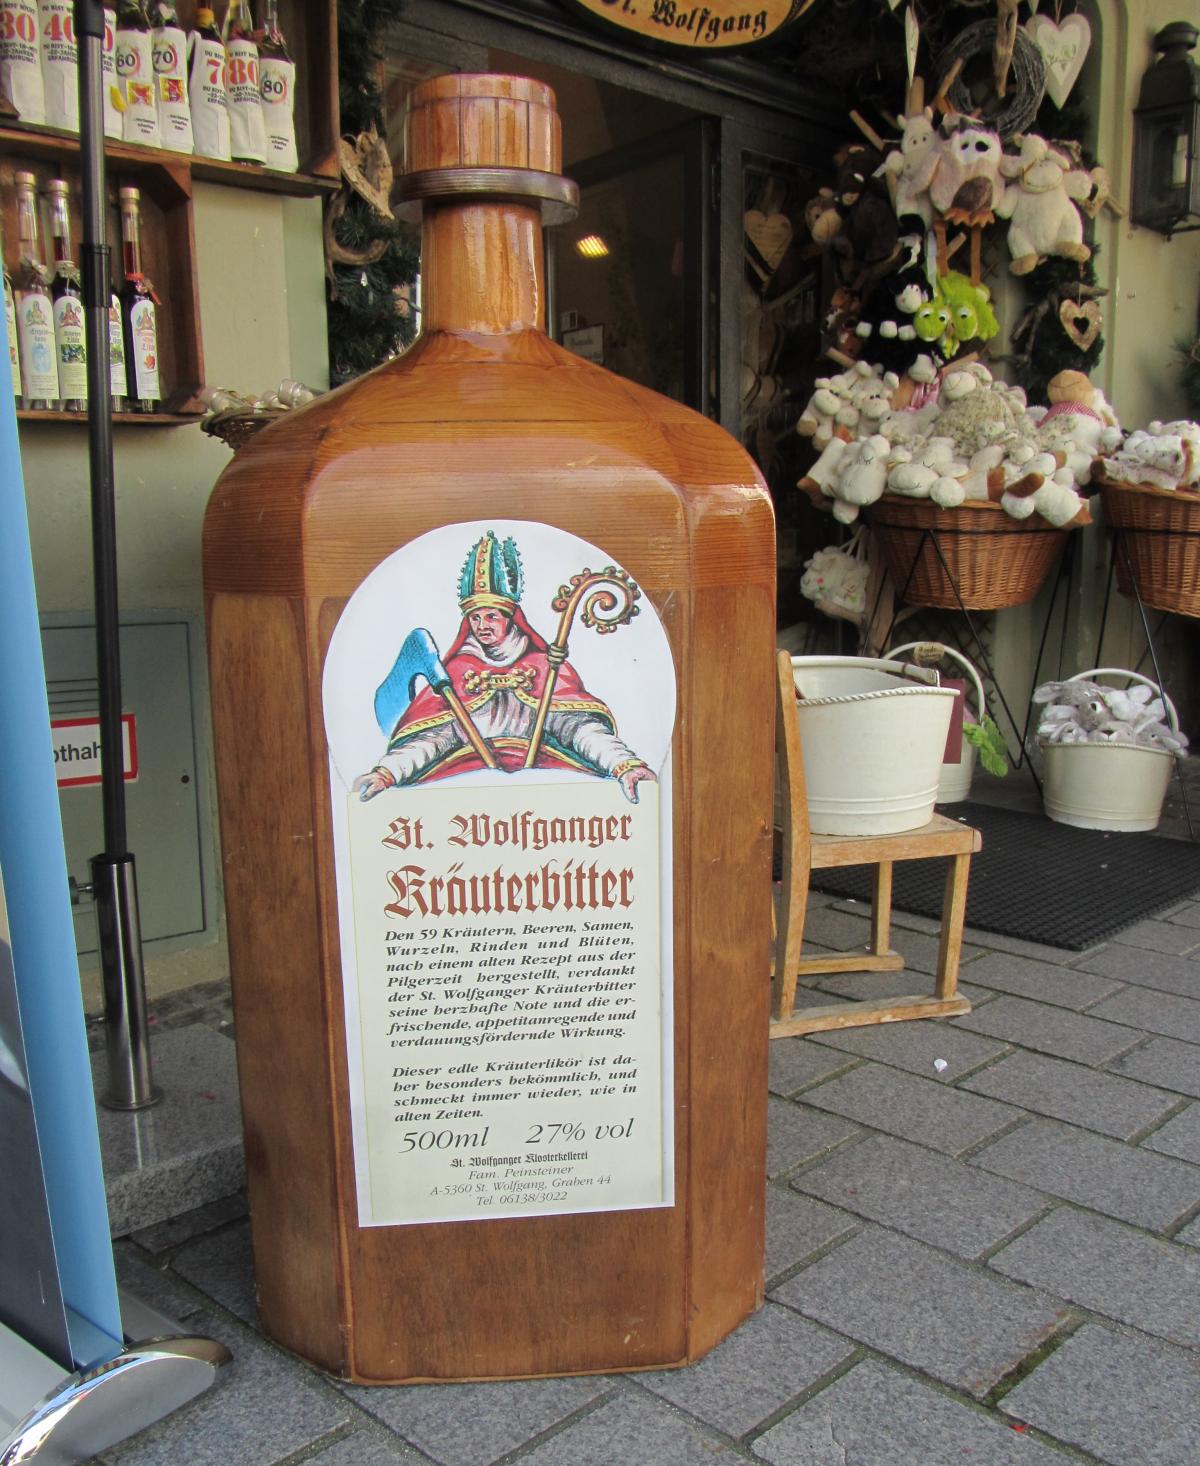 St. Wolfgang
30
40
60
70
70
80
80
othah
St. Wolfganger
Kräuterbitter
Den 59 Kräutern, Beeren, Samen,
Wurzeln, Rinden und Blüten,
nach einem alten Rezept aus der
Pilgerzeit hergestellt, verdankt
der St. Wolfganger Kräuterbitter
seine herzhafte Note und die er-
frischende, appetitanregende und
verdauungsfördernde Wirkung.
Dieser edle Kräuterlikör ist da-
her besonders bekömmlich, und
schmeckt immer wieder, wie in
alten Zeiten.
500ml 27% vol
St. Wolfganger Klosterkellerei
Fam. Peinsteiner
A-5360 St. Wolfgang, Graben 44
Tel. 06138/3022